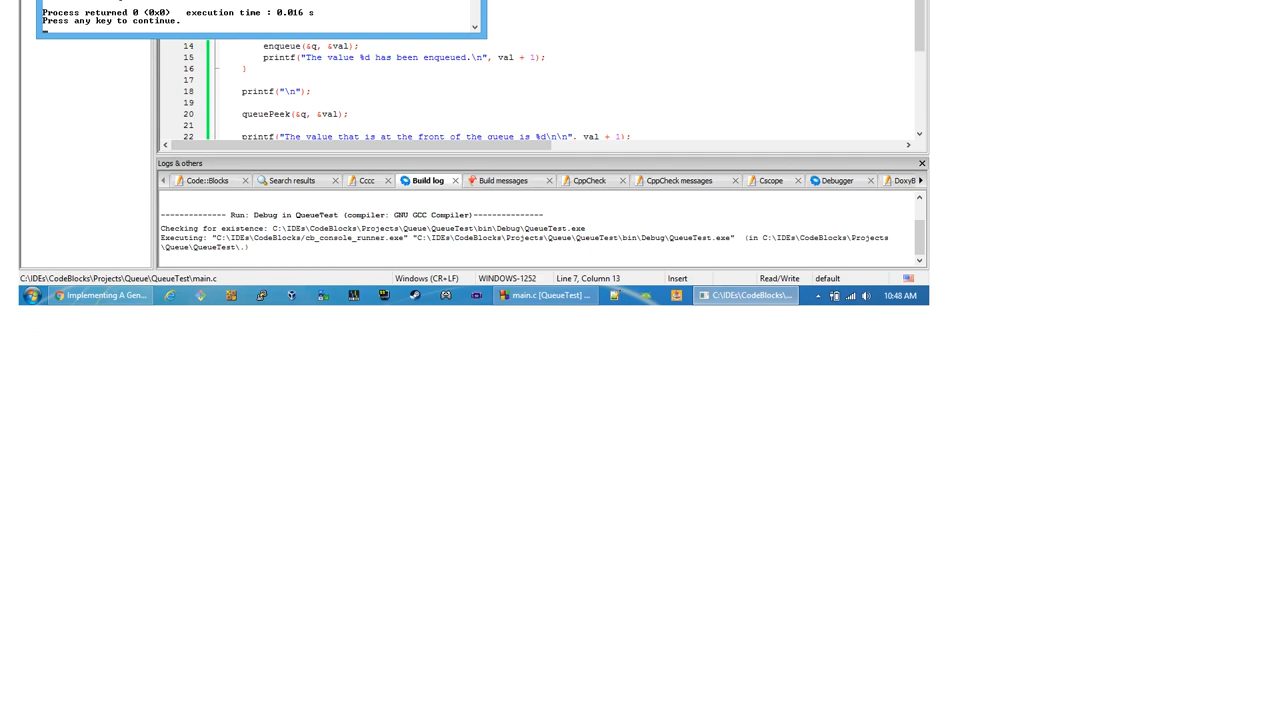 Process returned 0 (0x0)   execution time : 0.016 s
Press any key to continue.
14 enqueue(&q, &val);
15 printf("The value %d has been enqueued.\n", val + 1);
16 }
17
18 printf("\n");
19
20 queuePeek(&q, &val);
21
22 printf("The value that is at the front of the queue is %d\n\n", val + 1);
Logs & others
Code::Blocks Search results Cccc Build log Build messages CppCheck CppCheck messages Cscope Debugger DoxyB
-------------- Run: Debug in QueueTest (compiler: GNU GCC Compiler)---------------
Checking for existence: C:\IDEs\CodeBlocks\Projects\Queue\QueueTest\bin\Debug\QueueTest.exe
Executing: "C:\IDEs\CodeBlocks/cb_console_runner.exe" "C:\IDEs\CodeBlocks\Projects\Queue\QueueTest\bin\Debug\QueueTest.exe"  (in C:\IDEs\CodeBlocks\Projects
\Queue\QueueTest\.)
C:\IDEs\CodeBlocks\Projects\Queue\QueueTest\main.c Windows (CR+LF) WINDOWS-1252 Line 7, Column 13 Insert Read/Write default
Implementing A Gen... main.c [QueueTest] ... C:\IDEs\CodeBlocks\... 10:48 AM